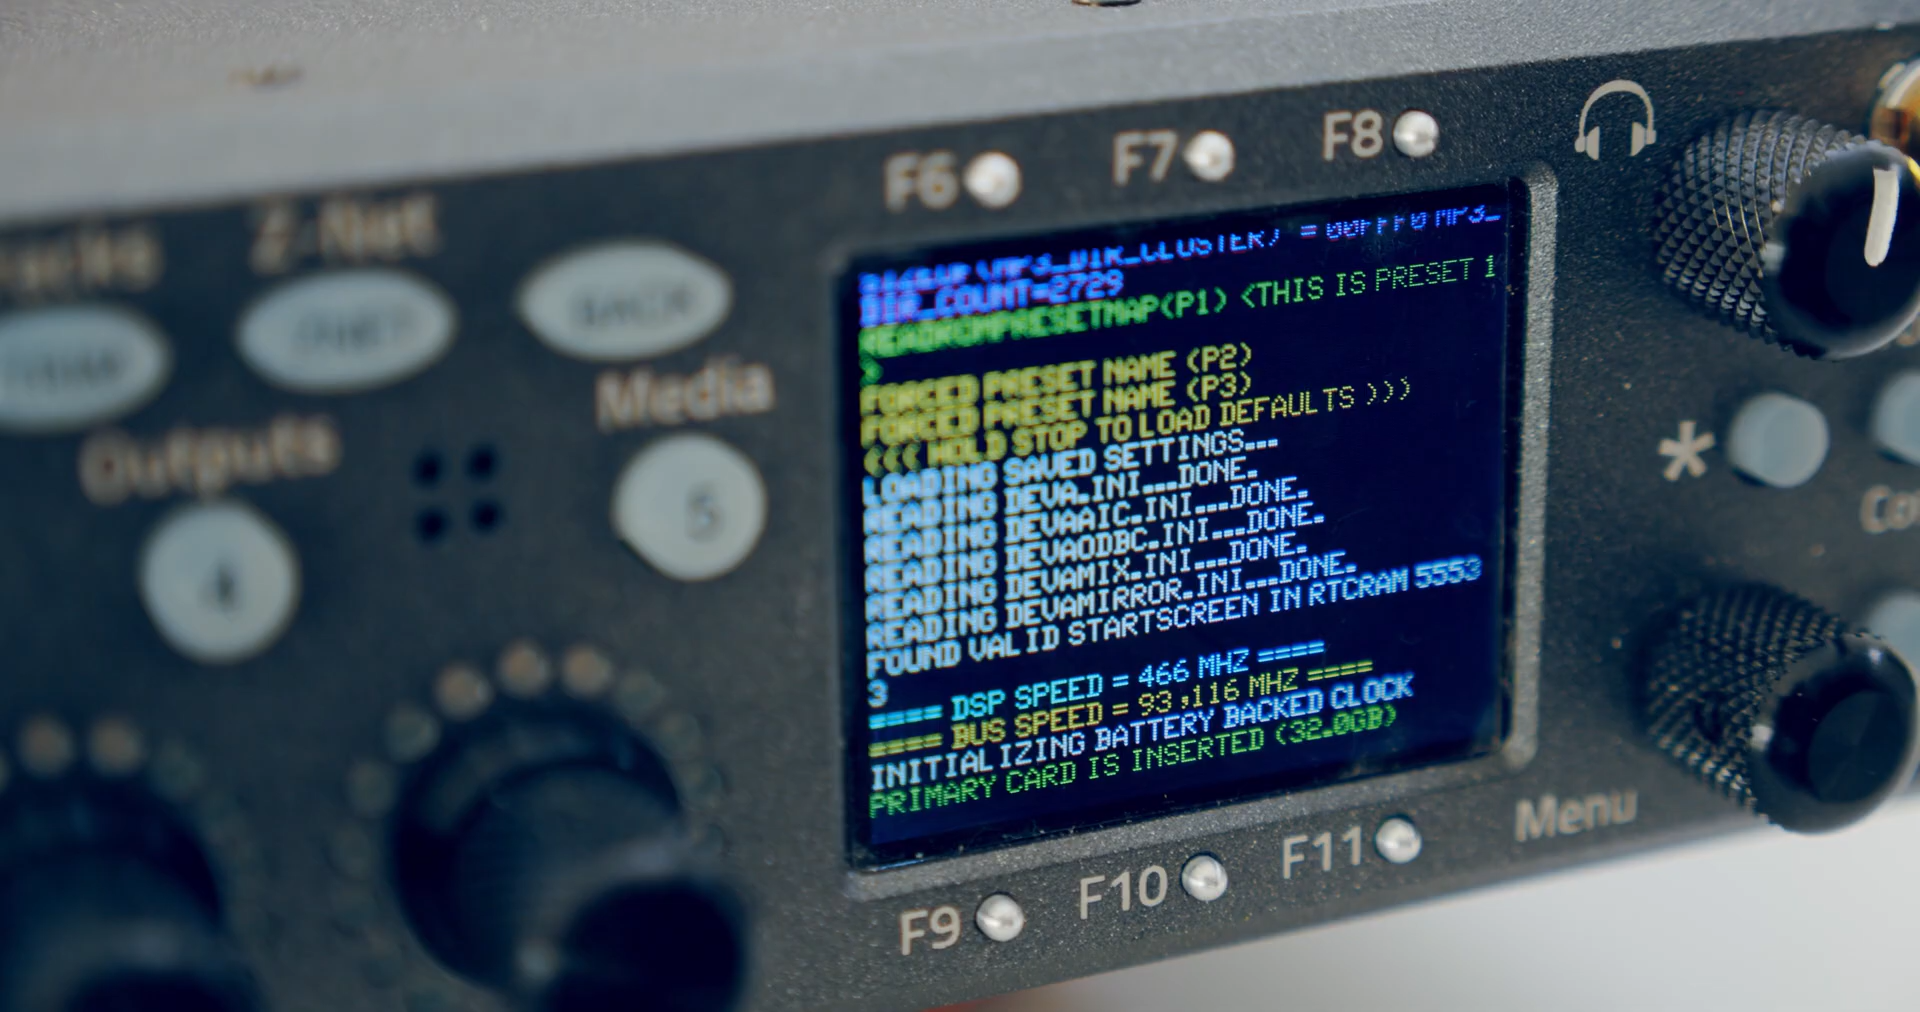 F6 F7 F8
Z-Net
BACK
Media
Outputs
4
5
= 00FFF0 MP3_
DIR_COUNT=2729
READROMPRESETMAP(P1) <THIS IS PRESET 1
>
FORCED PRESET NAME (P2)
FORCED PRESET NAME (P3)
<<< HOLD STOP TO LOAD DEFAULTS >>>
LOADING SAVED SETTINGS...
READING DEVA.INI...DONE.
READING DEVAAIC.INI...DONE.
READING DEVAODBC.INI...DONE.
READING DEVAMIX.INI...DONE.
READING DEVAMIRROR.INI...DONE.
FOUND VALID STARTSCREEN IN RTCRAM 5553
3
==== DSP SPEED = 466 MHZ ====
==== BUS SPEED = 93,116 MHZ ====
INITIALIZING BATTERY BACKED CLOCK
PRIMARY CARD IS INSERTED (32.0GB)
*
Menu
F9 F10 F11